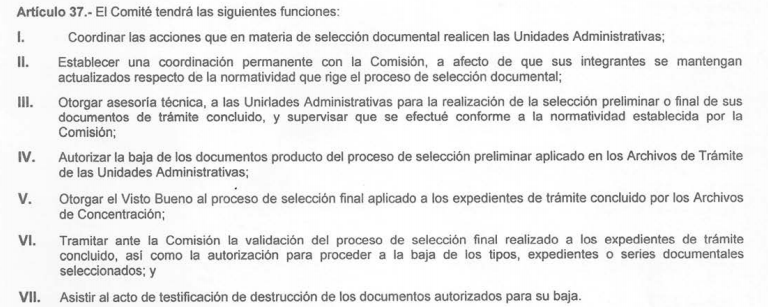 Artículo 37.- El Comité tendrá las siguientes funciones:
I. Coordinar las acciones que en materia de selección documental realicen las Unidades Administrativas;
II. Establecer una coordinación permanente con la Comisión, a afecto de que sus integrantes se mantengan
actualizados respecto de la normatividad que rige el proceso de selección documental;
III. Otorgar asesoría técnica, a las Unidades Administrativas para la realización de la selección preliminar o final de sus
documentos de trámite concluido, y supervisar que se efectué conforme a la normatividad establecida por la
Comisión;
IV. Autorizar la baja de los documentos producto del proceso de selección preliminar aplicado en los Archivos de Trámite
de las Unidades Administrativas;
V. Otorgar el Visto Bueno al proceso de selección final aplicado a los expedientes de trámite concluido por los Archivos
de Concentración;
VI. Tramitar ante la Comisión la validación del proceso de selección final realizado a los expedientes de trámite
concluido, así como la autorización para proceder a la baja de los tipos, expedientes o series documentales
seleccionados; y
VII. Asistir al acto de testificación de destrucción de los documentos autorizados para su baja.